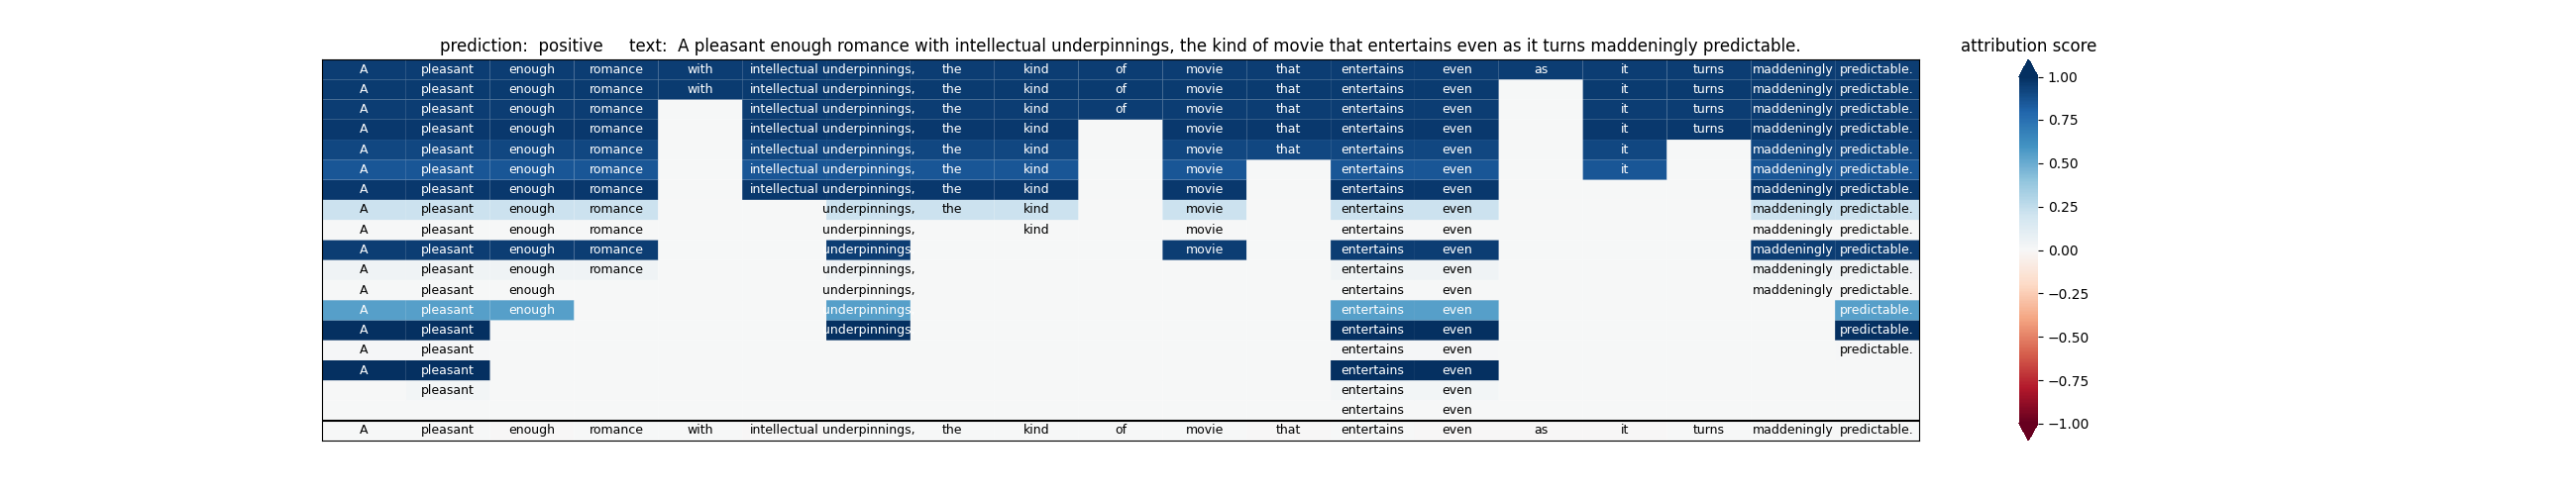 prediction:  positive     text:  A pleasant enough romance with intellectual underpinnings, the kind of movie that entertains even as it turns maddeningly predictable.
attribution score
A pleasant enough romance with intellectual underpinnings, the kind of movie that entertains even as it turns maddeningly predictable.
A pleasant enough romance with intellectual underpinnings, the kind of movie that entertains even it turns maddeningly predictable.
A pleasant enough romance intellectual underpinnings, the kind of movie that entertains even it turns maddeningly predictable.
A pleasant enough romance intellectual underpinnings, the kind movie that entertains even it turns maddeningly predictable.
A pleasant enough romance intellectual underpinnings, the kind movie that entertains even it maddeningly predictable.
A pleasant enough romance intellectual underpinnings, the kind movie entertains even it maddeningly predictable.
A pleasant enough romance intellectual underpinnings, the kind movie entertains even maddeningly predictable.
A pleasant enough romance underpinnings, the kind movie entertains even maddeningly predictable.
A pleasant enough romance underpinnings, kind movie entertains even maddeningly predictable.
A pleasant enough romance underpinnings movie entertains even maddeningly predictable.
A pleasant enough romance underpinnings, entertains even maddeningly predictable.
A pleasant enough underpinnings, entertains even maddeningly predictable.
A pleasant enough underpinnings entertains even predictable.
A pleasant underpinnings entertains even predictable.
A pleasant entertains even predictable.
A pleasant entertains even
pleasant entertains even
entertains even
A pleasant enough romance with intellectual underpinnings, the kind of movie that entertains even as it turns maddeningly predictable.
1.00
0.75
0.50
0.25
0.00
−0.25
−0.50
−0.75
−1.00